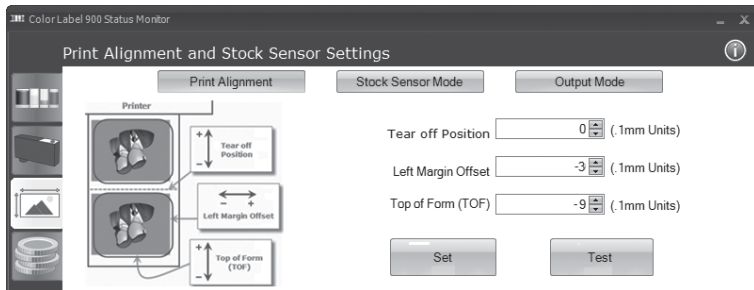 Color Label 900 Status Monitor
Print Alignment and Stock Sensor Settings
Print Alignment Stock Sensor Mode Output Mode
Printer
+
Tear off
Position
-
- +
Left Margin Offset
+
Top of Form
(TOF)
-
Tear off Position 0 (.1mm Units)
Left Margin Offset -3 (.1mm Units)
Top of Form (TOF) -9 (.1mm Units)
Set Test